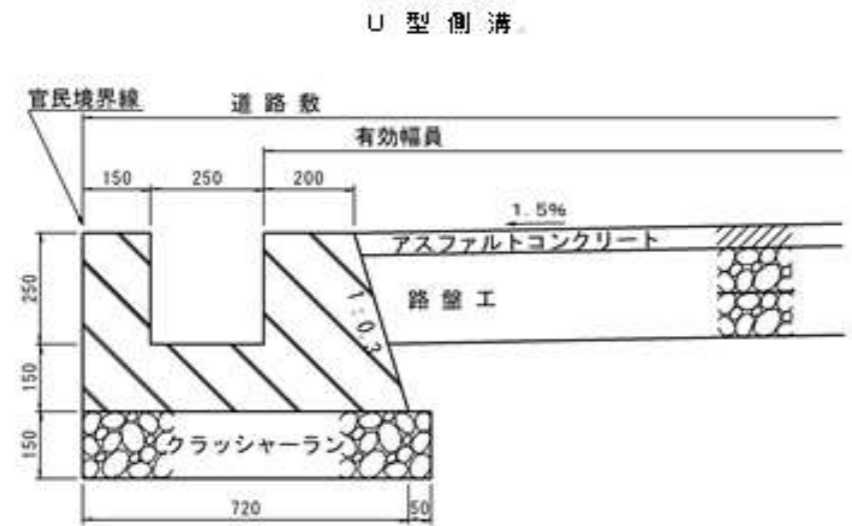 U 型 側 溝
官民境界線
道 路 敷
有効幅員
150
250
200
1.5%
アスファルトコンクリート
250
1:0.3
路 盤 工
150
150
クラッシャーラン
720
50